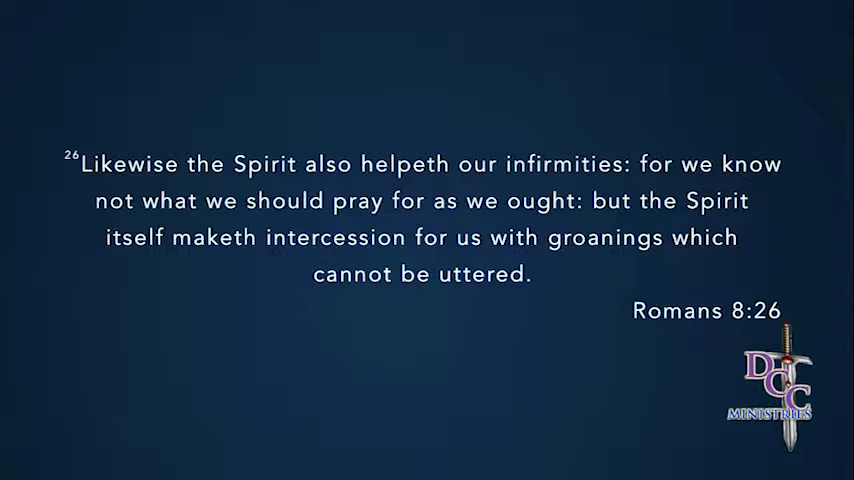 26Likewise the Spirit also helpeth our infirmities: for we know
not what we should pray for as we ought: but the Spirit
itself maketh intercession for us with groanings which
cannot be uttered.
Romans 8:26
DCC
MINISTRIES